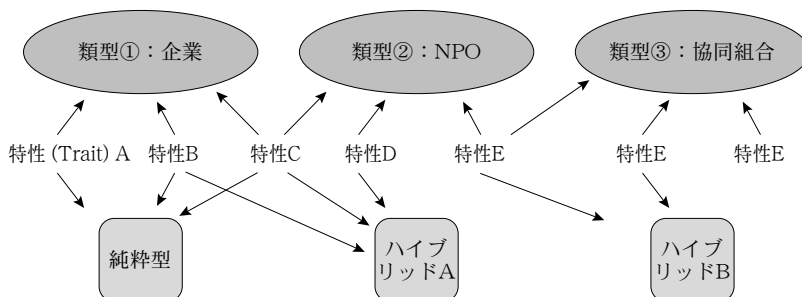 類型①：企業
類型②：NPO
類型③：協同組合
特性 (Trait) A
特性B
特性C
特性D
特性E
特性E
特性E
純粋型
ハイブ
リッドA
ハイブ
リッドB